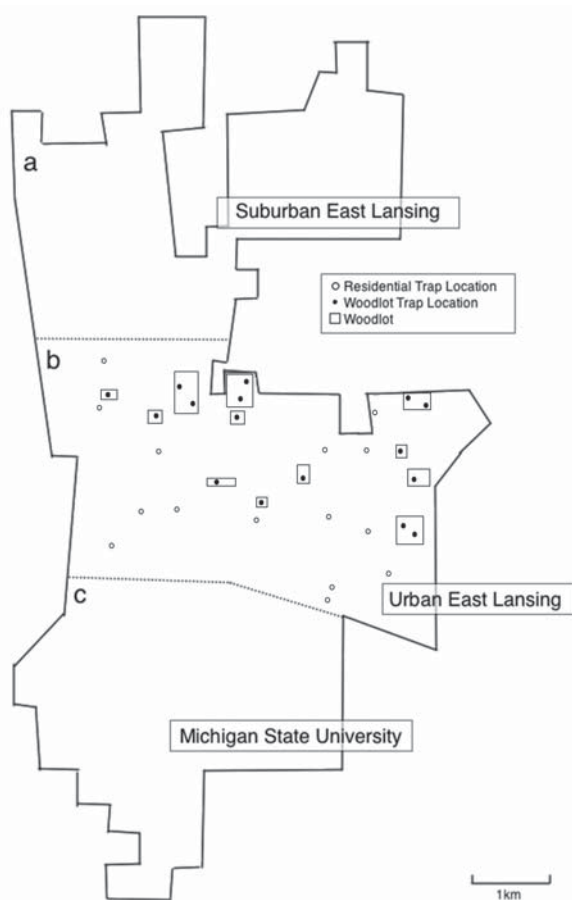 a
Suburban East Lansing
Residential Trap Location
Woodlot Trap Location
Woodlot
b
c
Urban East Lansing
Michigan State University
1km